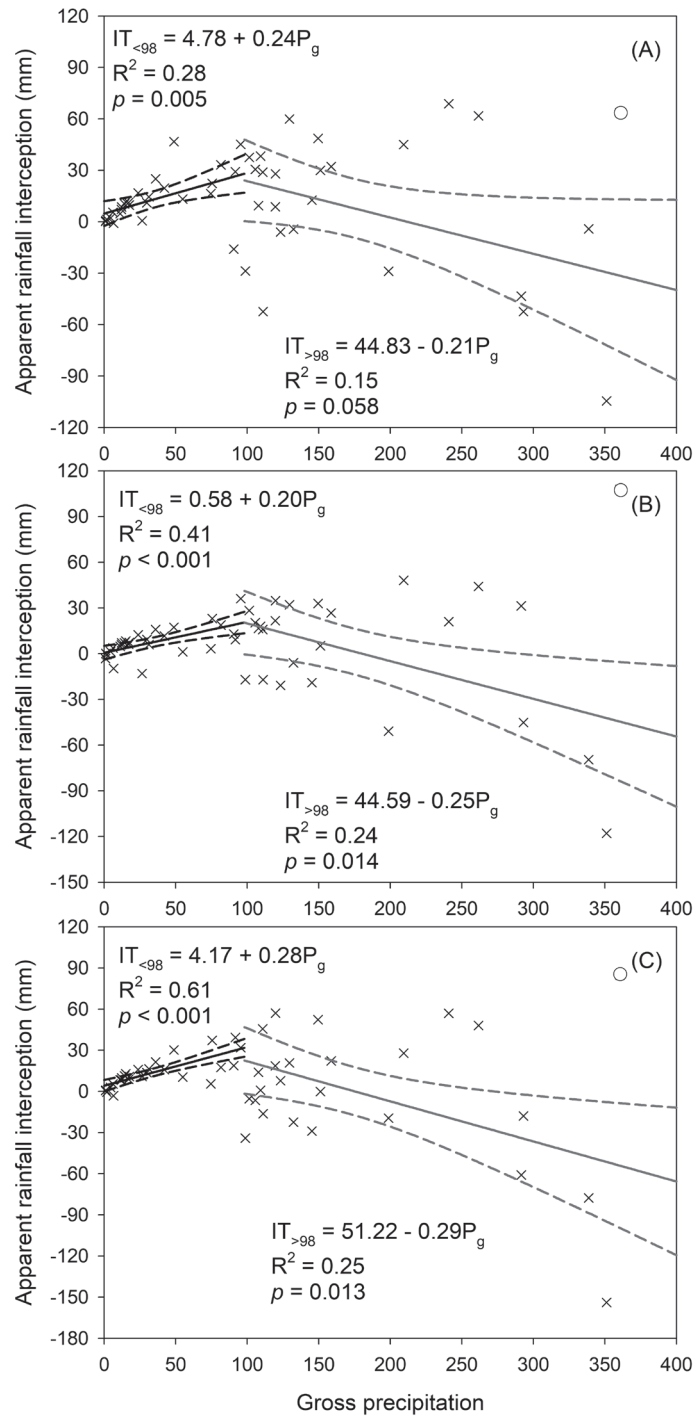 120
90
60
30
0
-30
-60
-90
-120
Apparent rainfall interception (mm)
IT<98 = 4.78 + 0.24Pg
R2 = 0.28
p = 0.005
(A)
IT>98 = 44.83 - 0.21Pg
R2 = 0.15
p = 0.058
0 50 100 150 200 250 300 350 400
120
90
60
30
0
-30
-60
-90
-120
-150
Apparent rainfall interception (mm)
IT<98 = 0.58 + 0.20Pg
R2 = 0.41
p < 0.001
(B)
IT>98 = 44.59 - 0.25Pg
R2 = 0.24
p = 0.014
0 50 100 150 200 250 300 350 400
120
90
60
30
0
-30
-60
-90
-120
-150
-180
Apparent rainfall interception (mm)
IT<98 = 4.17 + 0.28Pg
R2 = 0.61
p < 0.001
(C)
IT>98 = 51.22 - 0.29Pg
R2 = 0.25
p = 0.013
0 50 100 150 200 250 300 350 400
Gross precipitation